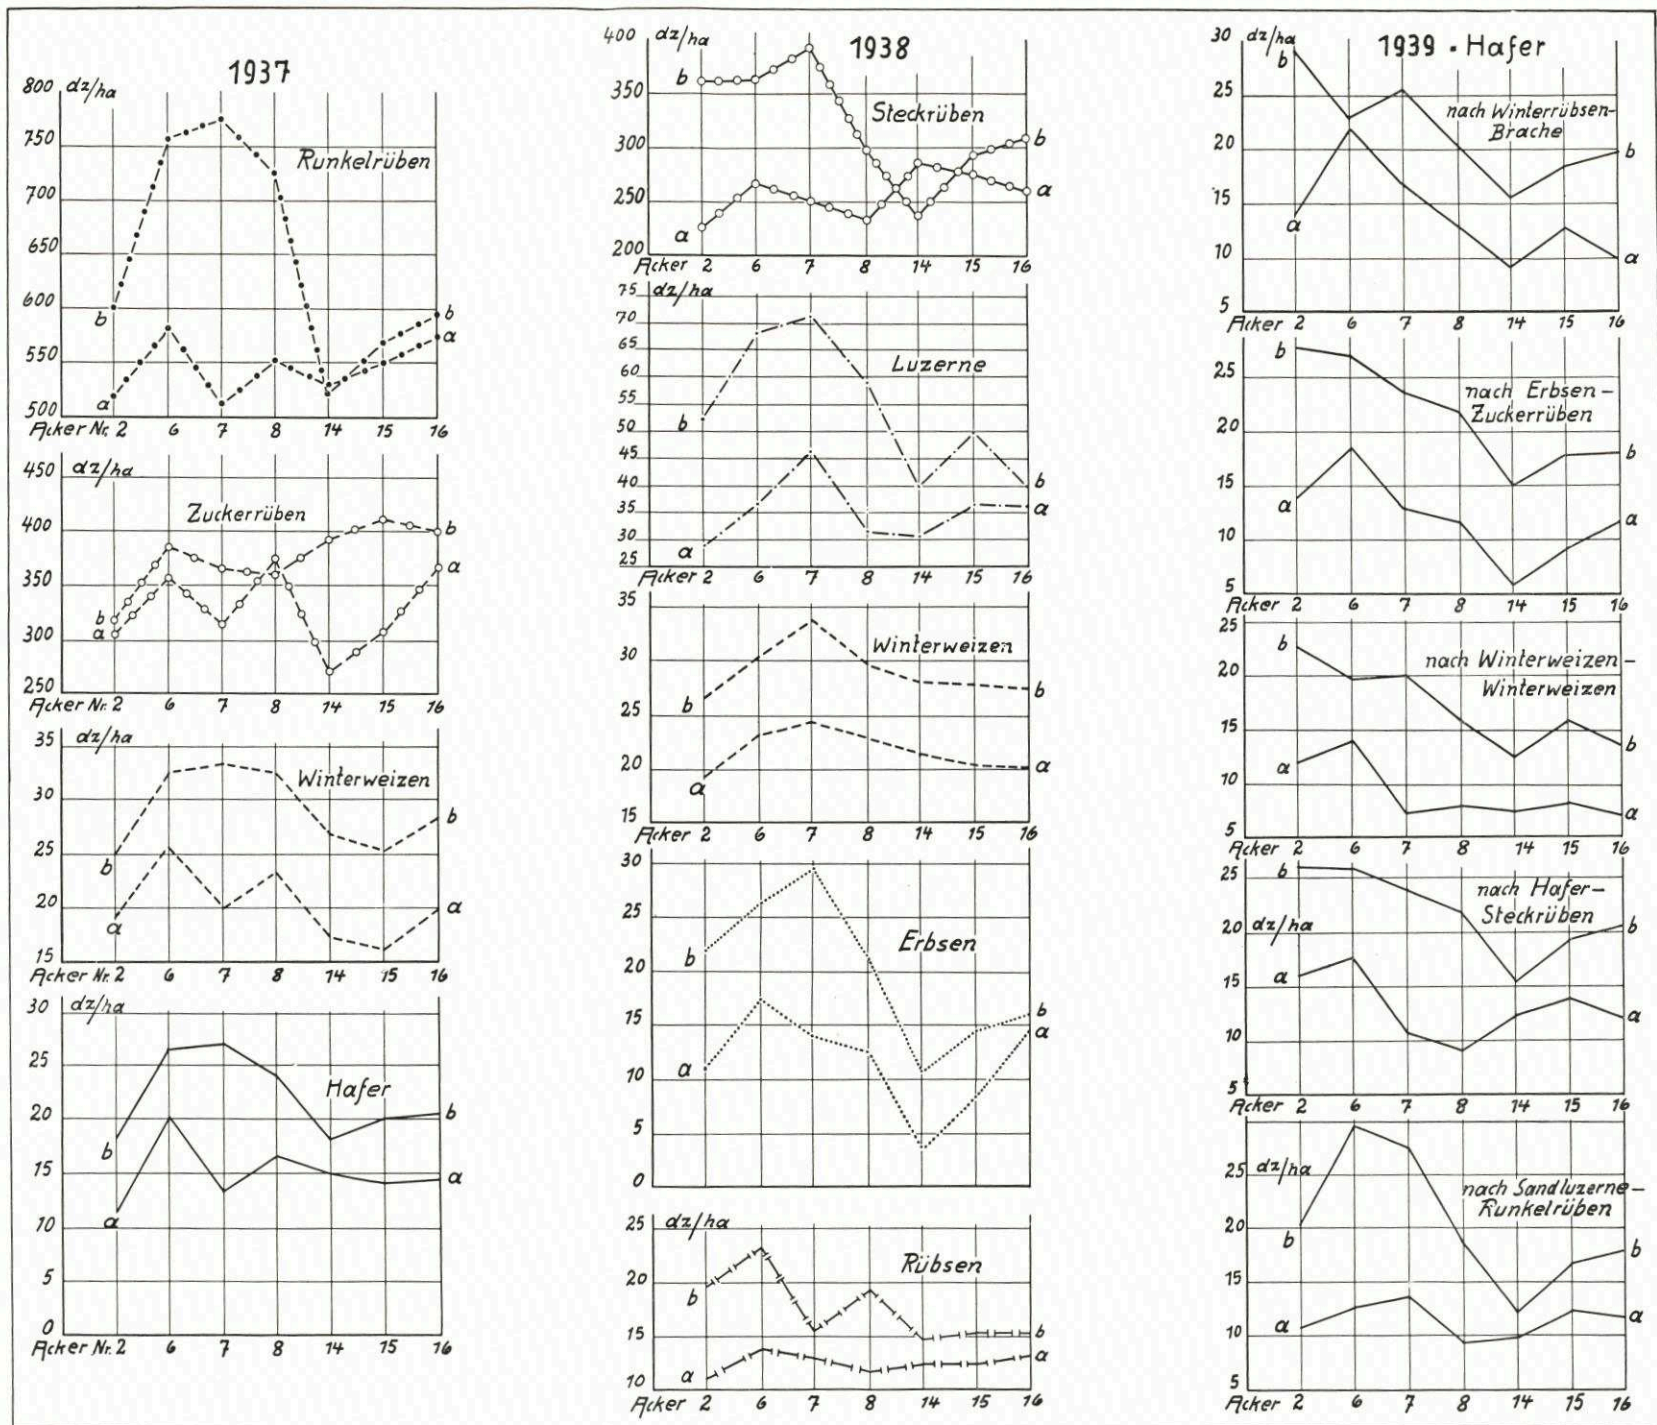 1937
800 dz/ha
750
Runkelrüben
700
650
600
b
b
a
550
a
500
Acker Nr. 2 6 7 8 14 15 16
450 dz/ha
Zuckerrüben
400
b
a
350
b
a
300
250
Acker Nr. 2 6 7 8 14 15 16
35 dz/ha
Winterweizen
30
b
25
b
20
a
a
15
Acker Nr. 2 6 7 8 14 15 16
30 dz/ha
25
Hafer
20
b
b
15
a
a
10
5
0
Acker Nr. 2 6 7 8 14 15 16
1938
400 dz/ha
b
350
Steckrüben
300
b
250
a
a
200
Acker 2 6 7 8 14 15 16
75 dz/ha
70
65
Luzerne
60
55
b
50
45
40
b
35
a
30
a
25
Acker 2 6 7 8 14 15 16
35
Winterweizen
30
b
b
25
20
a
a
15
Acker 2 6 7 8 14 15 16
30
25
Erbsen
20
b
15
b
a
10
a
5
0
25 dz/ha
Rübsen
20
b
15
b
a
10
a
Acker 2 6 7 8 14 15 16
1939 · Hafer
30 dz/ha
b
25
nach Winterrübsen-
Brache
20
b
15
a
10
a
5
Acker 2 6 7 8 14 15 16
b
25
nach Erbsen-
Zuckerrüben
20
b
15
a
a
10
5
Acker 2 6 7 8 14 15 16
25
b
nach Winterweizen-
Winterweizen
20
15
b
a
10
a
5
Acker 2 6 7 8 14 15 16
b
25
nach Hafer-
Steckrüben
20 dz/ha
b
15
a
a
10
5
Acker 2 6 7 8 14 15 16
25 dz/ha
nach Sandluzerne-
Runkelrüben
20
b
b
15
a
a
10
5
Acker 2 6 7 8 14 15 16